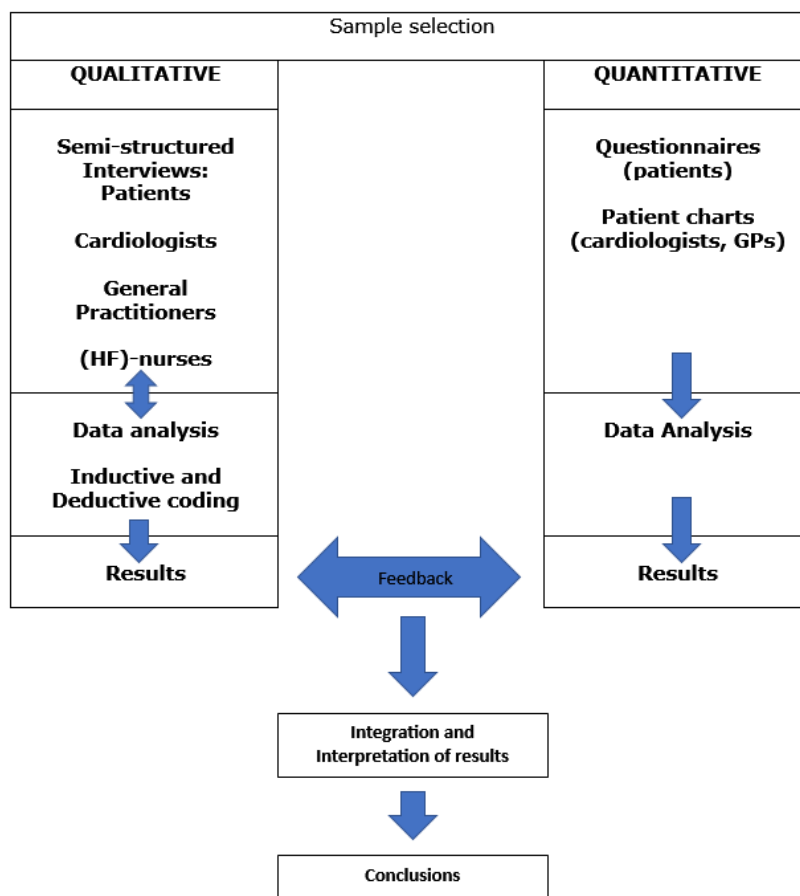 Sample selection
QUALITATIVE
Semi-structured
Interviews:
Patients
Cardiologists
General
Practitioners
(HF)-nurses
Data analysis
Inductive and
Deductive coding
Results
QUANTITATIVE
Questionnaires
(patients)
Patient charts
(cardiologists, GPs)
Data Analysis
Results
Feedback
Integration and
Interpretation of results
Conclusions